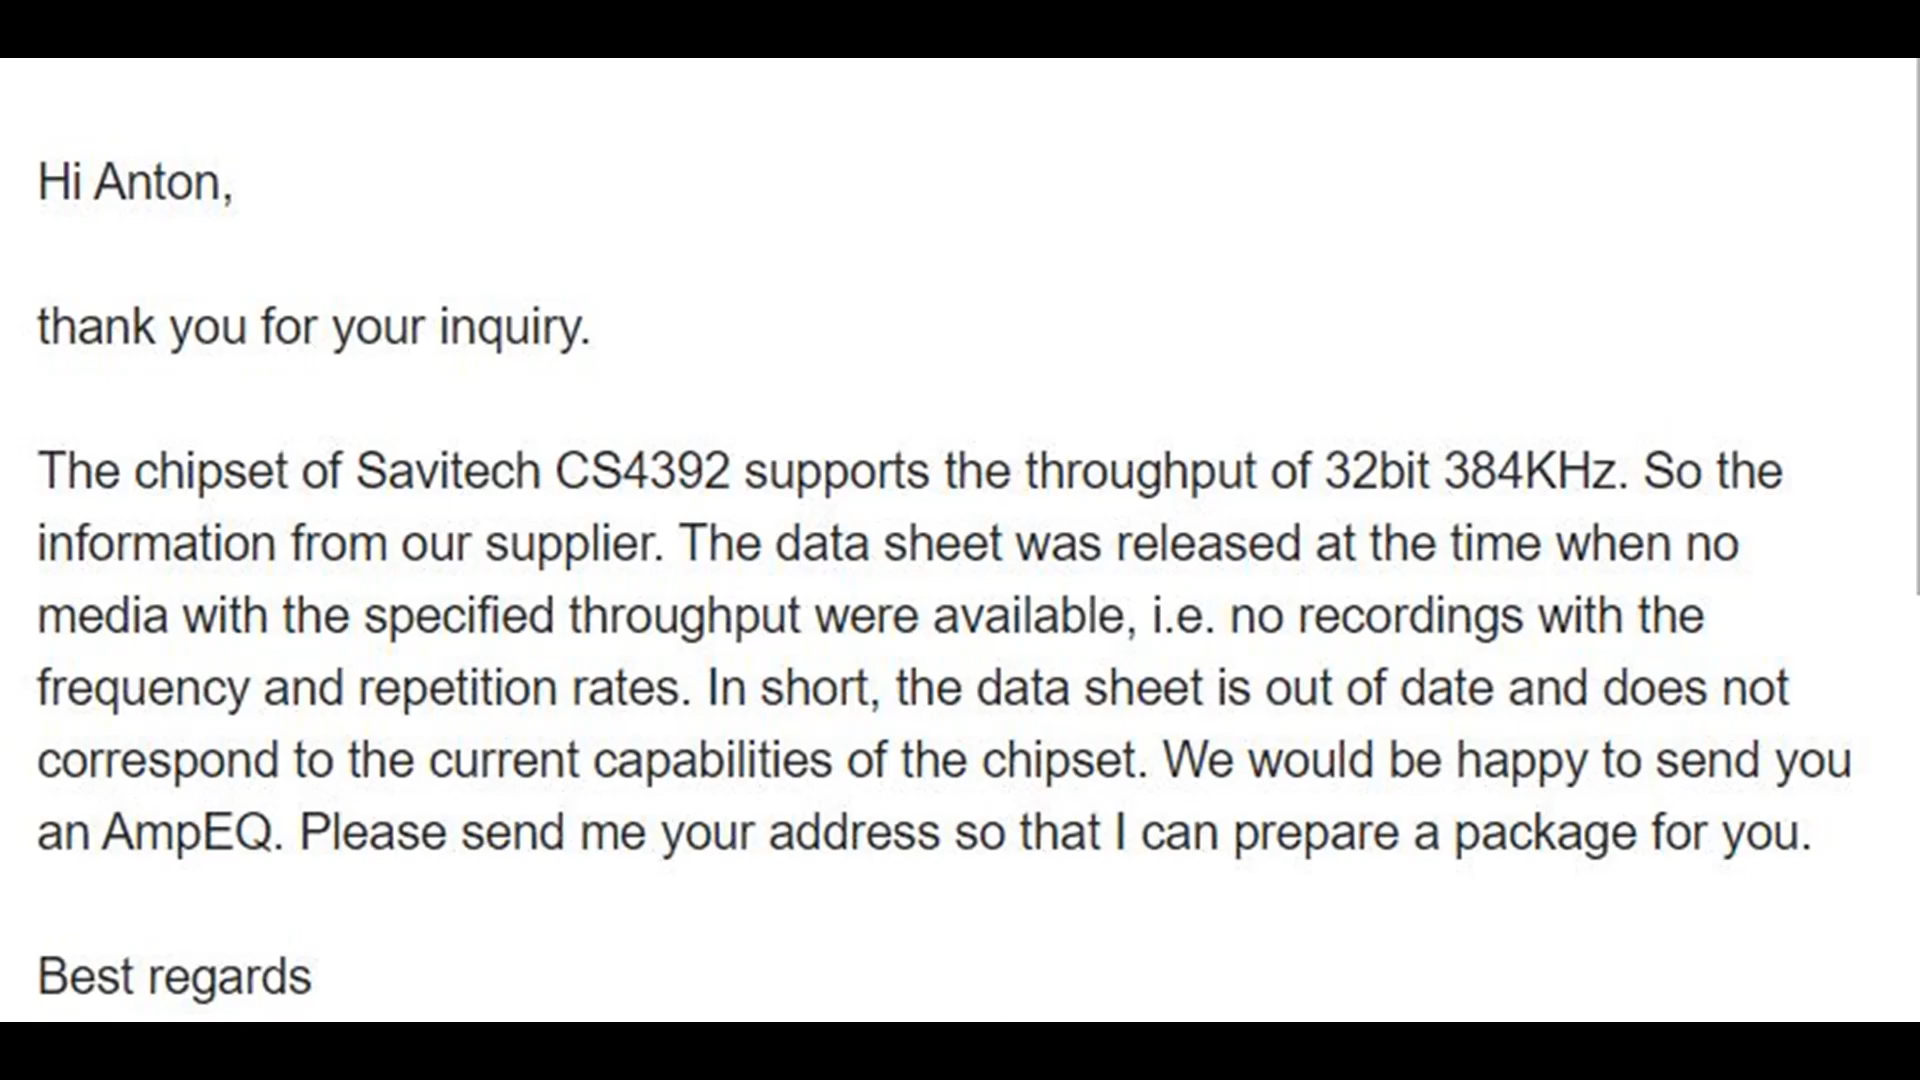 Hi Anton,
thank you for your inquiry.
The chipset of Savitech CS4392 supports the throughput of 32bit 384KHz. So the
information from our supplier. The data sheet was released at the time when no
media with the specified throughput were available, i.e. no recordings with the
frequency and repetition rates. In short, the data sheet is out of date and does not
correspond to the current capabilities of the chipset. We would be happy to send you
an AmpEQ. Please send me your address so that I can prepare a package for you.
Best regards